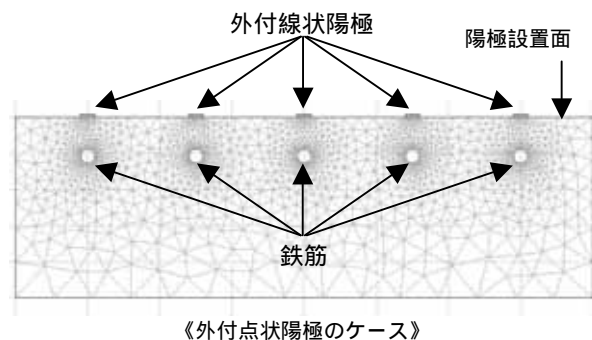 外付線状陽極
陽極設置面
鉄筋
《外付点状陽極のケース》